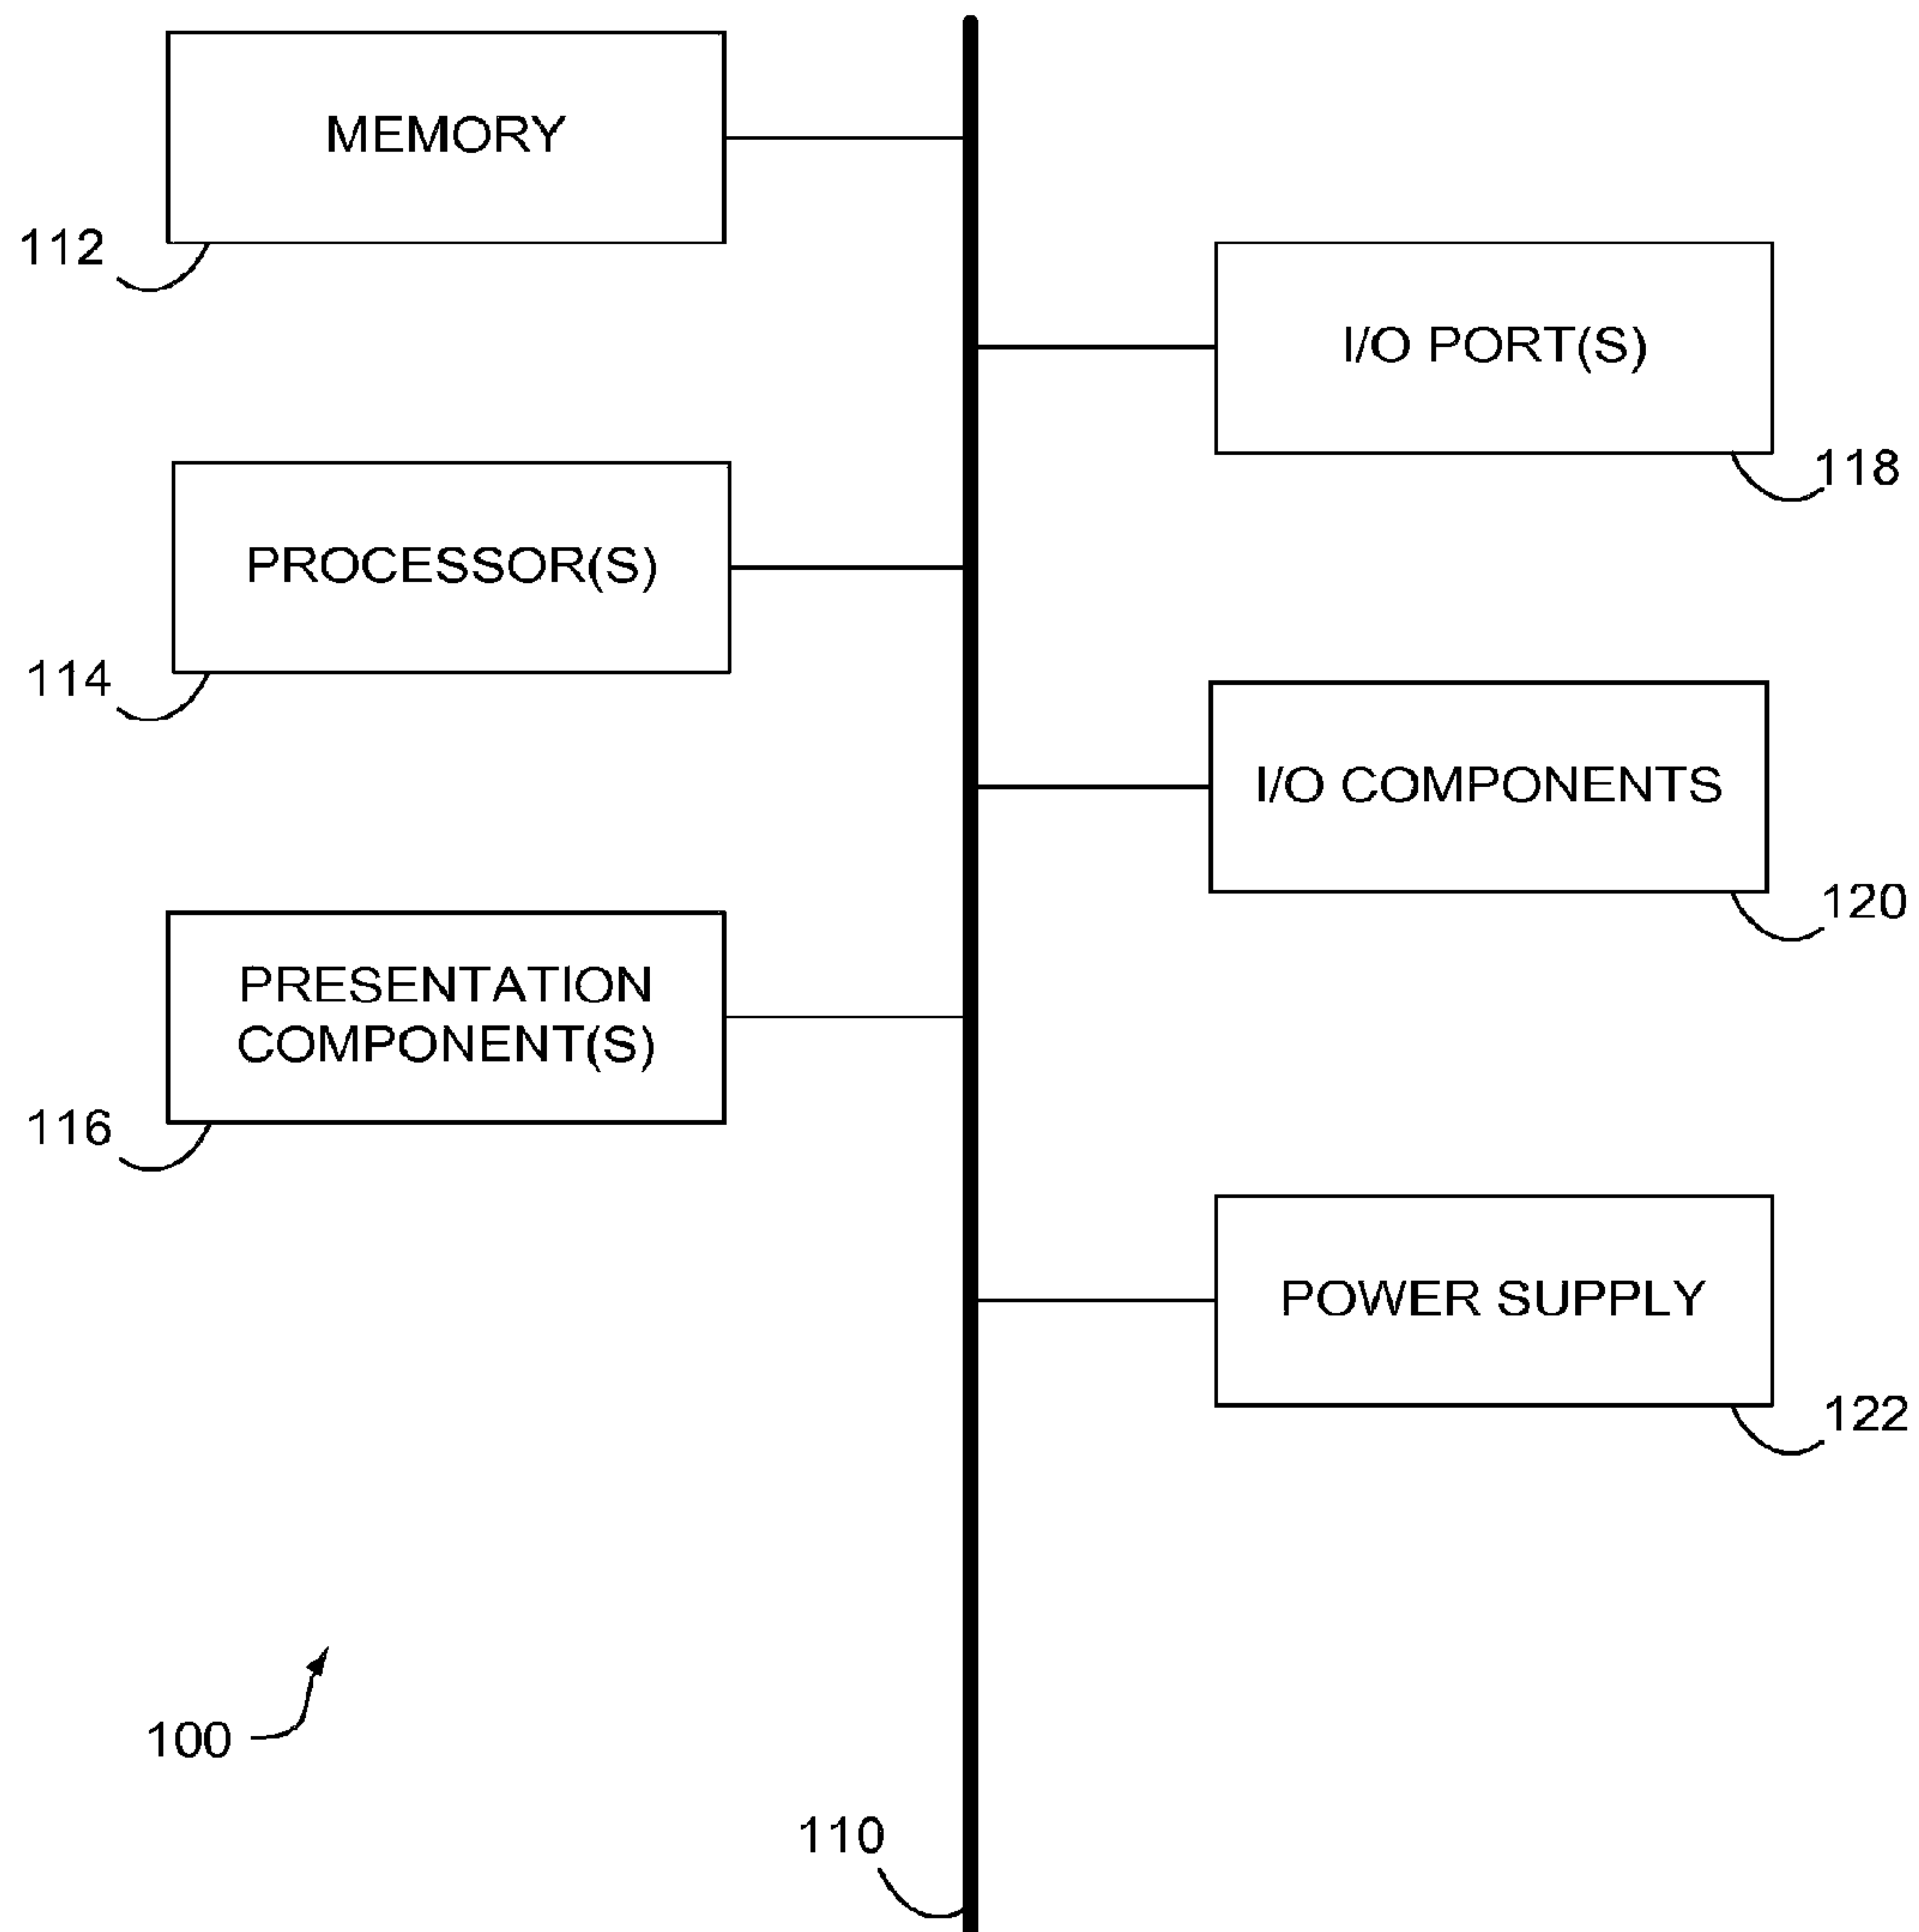 MEMORY
112
I/O PORT(S)
118
PROCESSOR(S)
114
I/O COMPONENTS
120
PRESENTATION
COMPONENT(S)
116
POWER SUPPLY
122
100
110